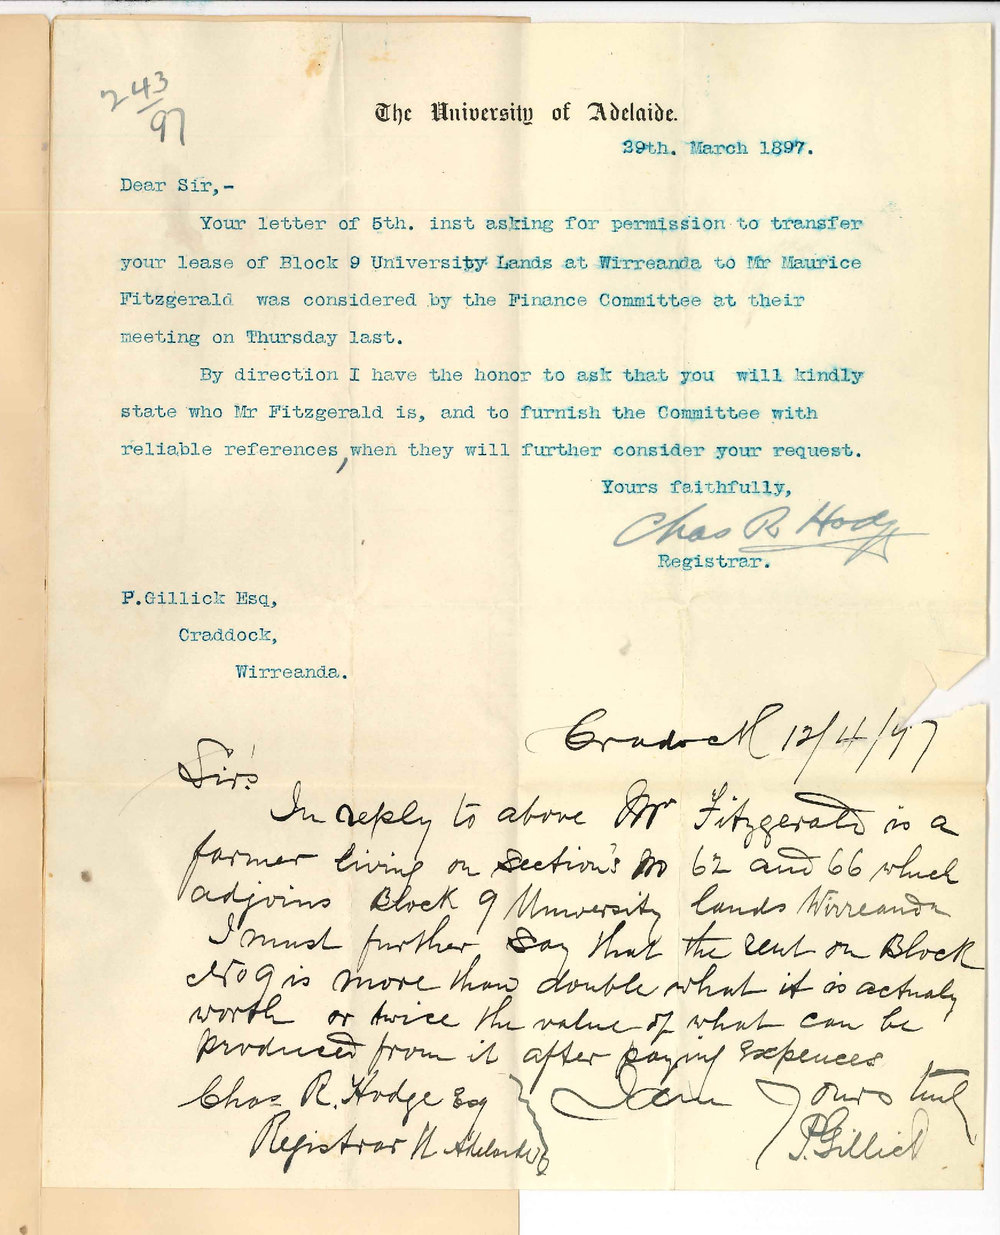 243
97
The University of Adelaide.
29th. March 1897.
Dear Sir,-
Your letter of 5th. inst asking for permission to transfer
your lease of Block 9 University Lands at Wirreanda to Mr Maurice
Fitzgerald was considered by the Finance Committee at their
meeting on Thursday last.
By direction I have the honor to ask that you will kindly
state who Mr Fitzgerald is, and to furnish the Committee with
reliable references, when they will further consider your request.
Yours faithfully,
Chas R Hodge
Registrar.
P.Gillick Esq,
Craddock,
Wirreanda.
Cradock 12/4/97
Sir's
In reply to above Mr Fitzgerald is a
farmer living on Section's No 62 and 66 which
adjoins Block 9 University lands Wirreanda
I must further say that the rent on Block
No 9 is more than double what it is actualy
worth or twice the value of what can be
produced from it after paying Expences
Chas R. Hodge Esq I am Yours truly
Registrar U Adelaide P. Gillick